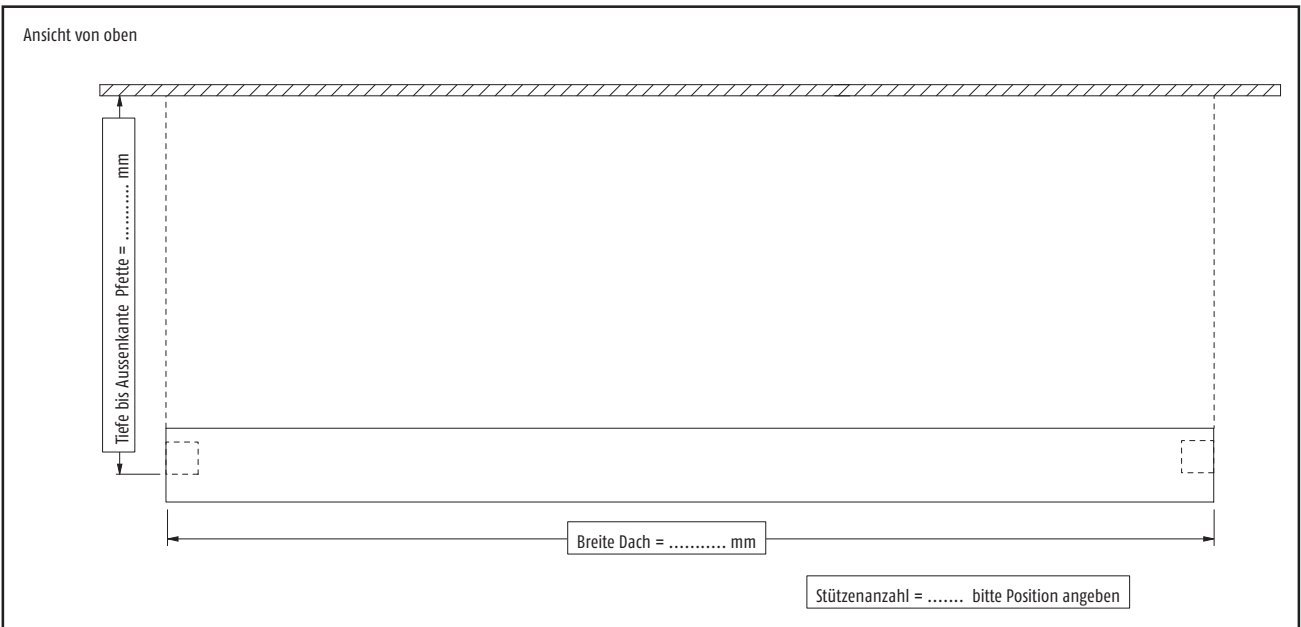 Ansicht von oben
Tiefe bis Aussenkante Pfette = ........... mm
Breite Dach = ........... mm
Stützenanzahl = ....... bitte Position angeben